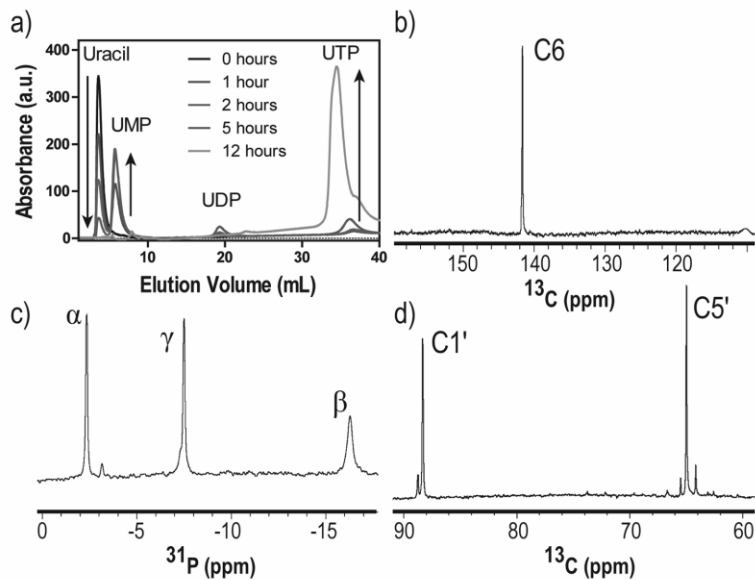 a)
Absorbance (a.u.)
400
300
200
100
0
Uracil
UMP
UDP
UTP
0 hours
1 hour
2 hours
5 hours
12 hours
10
20
30
40
Elution Volume (mL)
b)
C6
150
140
130
120
13C (ppm)
c)
α
γ
β
0
-5
-10
-15
31P (ppm)
d)
C1'
C5'
90
80
70
60
13C (ppm)